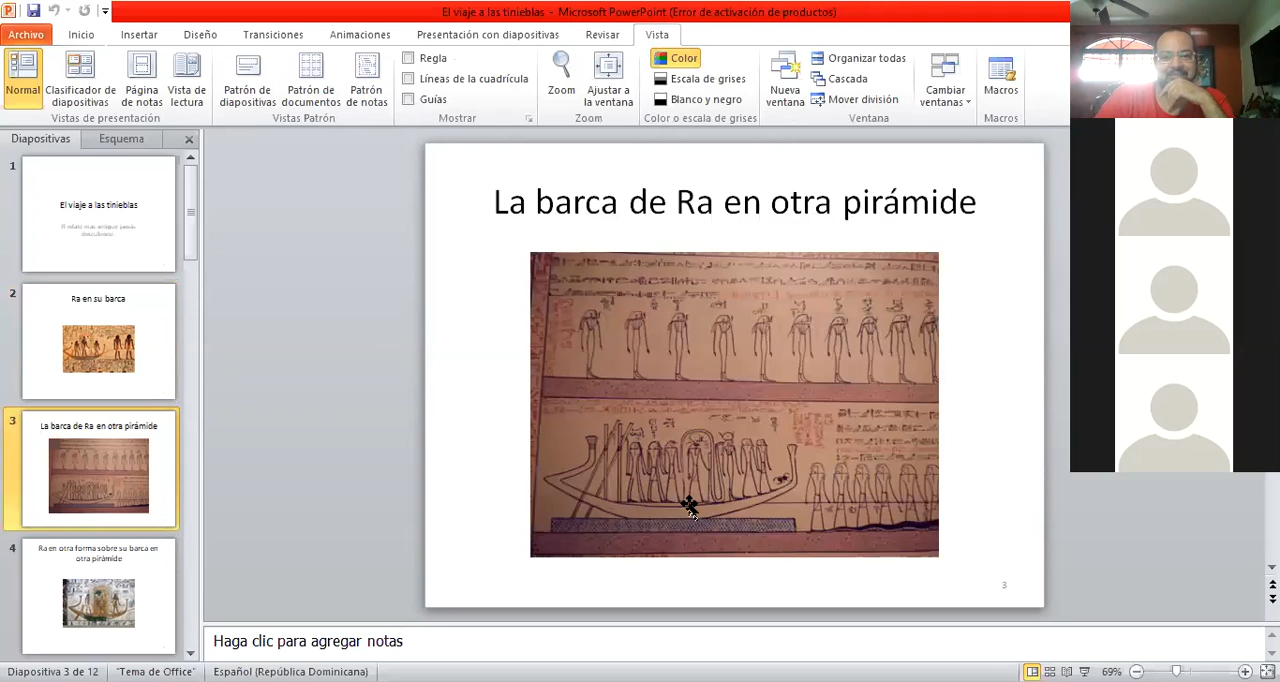 El viaje a las tinieblas - Microsoft PowerPoint (Error de activación de productos)
Archivo Inicio Insertar Diseño Transiciones Animaciones Presentación con diapositivas Revisar Vista
Normal
Clasificador de diapositivas
Página de notas
Vista de lectura
Vistas de presentación
Patrón de diapositivas
Patrón de documentos
Patrón de notas
Vistas Patrón
Regla
Líneas de la cuadrícula
Guías
Mostrar
Zoom
Ajustar a la ventana
Zoom
Color
Escala de grises
Blanco y negro
Color o escala de grises
Nueva ventana
Organizar todas
Cascada
Mover división
Cambiar ventanas
Ventana
Macros
Macros
Diapositivas Esquema
1
El viaje a las tinieblas
2
Ra en su barca
3
La barca de Ra en otra pirámide
4
Ra en otra forma sobre su barca en
otra pirámide
La barca de Ra en otra pirámide
3
Haga clic para agregar notas
Diapositiva 3 de 12 "Tema de Office" Español (República Dominicana) 69%